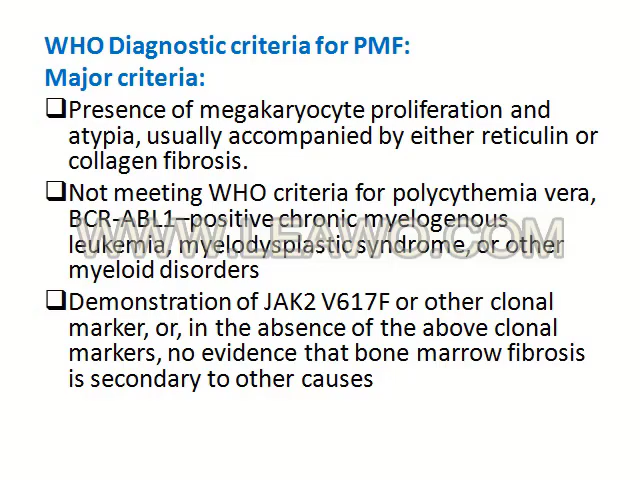 WHO Diagnostic criteria for PMF:
Major criteria:
❑Presence of megakaryocyte proliferation and
atypia, usually accompanied by either reticulin or
collagen fibrosis.
❑Not meeting WHO criteria for polycythemia vera,
BCR-ABL1–positive chronic myelogenous
WWW.LEAWO.COM
leukemia, myelodysplastic syndrome, or other
myeloid disorders
❑Demonstration of JAK2 V617F or other clonal
marker, or, in the absence of the above clonal
markers, no evidence that bone marrow fibrosis
is secondary to other causes